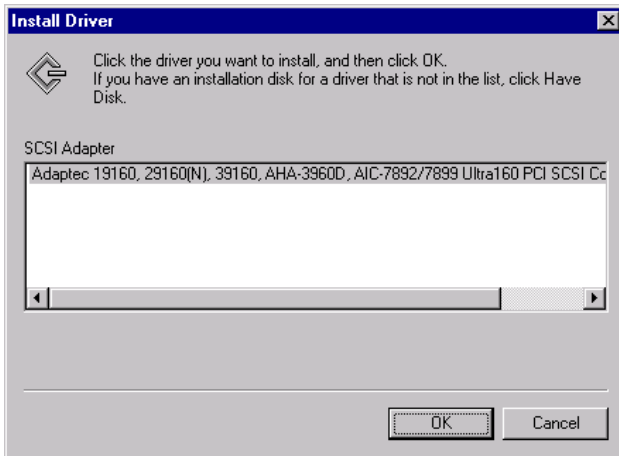 Install Driver
Click the driver you want to install, and then click OK.
If you have an installation disk for a driver that is not in the list, click Have
Disk.
SCSI Adapter
Adaptec 19160, 29160(N), 39160, AHA-3960D, AIC-7892/7899 Ultra160 PCI SCSI Cc
OK
Cancel